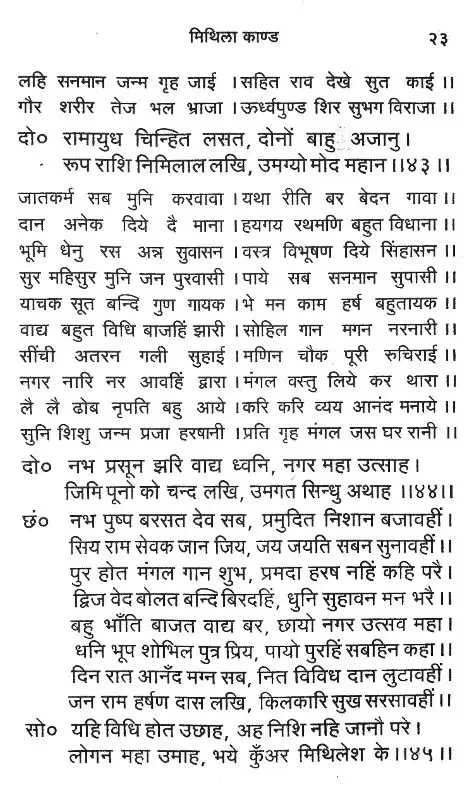 मिथिला काण्ड २३
लहि सनमान जन्म गृह जाई । सहित राव देखे सुत काई ।।
गौर शरीर तेज भल भ्राजा । ऊर्ध्वपुण्ड शिर सुभग विराजा ।।
दो० रामायुध चिन्हित लसत, दोनों बाहु अजानु ।
रूप राशि निमिलाल लखि, उमग्यो मोद महान ।।४३ ।।
जातकर्म सब मुनि करवावा । यथा रीति बर बेदन गावा ।।
दान अनेक दिये दै माना । हयगय रथमणि बहुत विधाना ।।
भूमि धेनु रस अन्न सुवासन । वस्त्र विभूषण दिये सिंहासन ।।
सुर महिसुर मुनि जन पुरवासी । पाये सब सनमान सुपासी ।।
याचक सूत बन्दि गुण गायक । भे मन काम हर्ष बहुतायक ।।
वाद्य बहुत विधि बाजहिं झारी । सोहिल गान मगन नरनारी ।।
सींची अतरन गली सुहाई । मणिन चौक पूरी रुचिराई ।।
नगर नारि नर आवहिं द्वारा । मंगल वस्तु लिये कर थारा ।।
लै लै ढोब नृपति बहु आये । करि करि व्यय आनंद मनाये ।।
सुनि शिशु जन्म प्रजा हरषानी । प्रति गृह मंगल जस घर रानी ।।
दो० नभ प्रसून झरि वाद्य ध्वनि, नगर महा उत्साह ।
जिमि पूनो को चन्द लखि, उमगत सिन्धु अथाह ।।४४।।
छं० नभ पुष्प बरसत देव सब, प्रमुदित निशान बजावहीं ।
सिय राम सेवक जान जिय, जय जयति सबन सुनावहीं ।।
पुर होत मंगल गान शुभ, प्रमदा हरष नहिं कहि परै ।
द्विज वेद बोलत बन्दि बिरदहिं, धुनि सुहावन मन भरै ।।
बहु भाँति बाजत वाद्य बर, छायो नगर उत्सव महा ।
धनि भूप शोभिल पुत्र प्रिय, पायो पुरहिं सबहिन कहा ।।
दिन रात आनँद मग्न सब, नित विविध दान लुटावहीं ।
जन राम हर्षण दास लखि, किलकारि सुख सरसावहीं ।।
सो० यहि विधि होत उछाह, अह निशि नहि जानौ परे ।
लोगन महा उमाह, भये कुँअर मिथिलेश के ।।४५ ।।